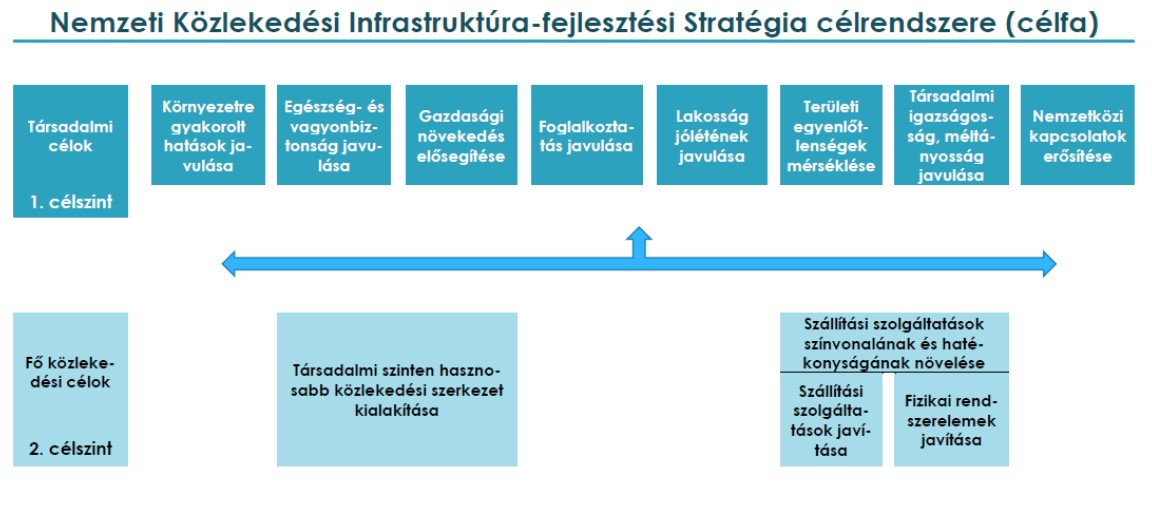 Nemzeti Közlekedési Infrastruktúra-fejlesztési Stratégia célrendszere (célfa)
Társadalmi
célok
1. célszint
Környezetre
gyakorolt
hatások ja-
vulása
Egészség- és
vagyonbiz-
tonság javu-
lása
Gazdasági
növekedés
elősegítése
Foglalkozta-
tás javulása
Lakosság
jólétének
javulása
Területi
egyenlőt-
lenségek
mérséklése
Társadalmi
igazságos-
ság, méltá-
nyosság
javulása
Nemzetközi
kapcsolatok
erősítése
Fő közleke-
dési célok
2. célszint
Társadalmi szinten haszno-
sabb közlekedési szerkezet
kialakítása
Szállítási szolgáltatások
színvonalának és haté-
konyságának növelése
Szállítási
szolgálta-
tások javí-
tása
Fizikai rend-
szerelemek
javítása